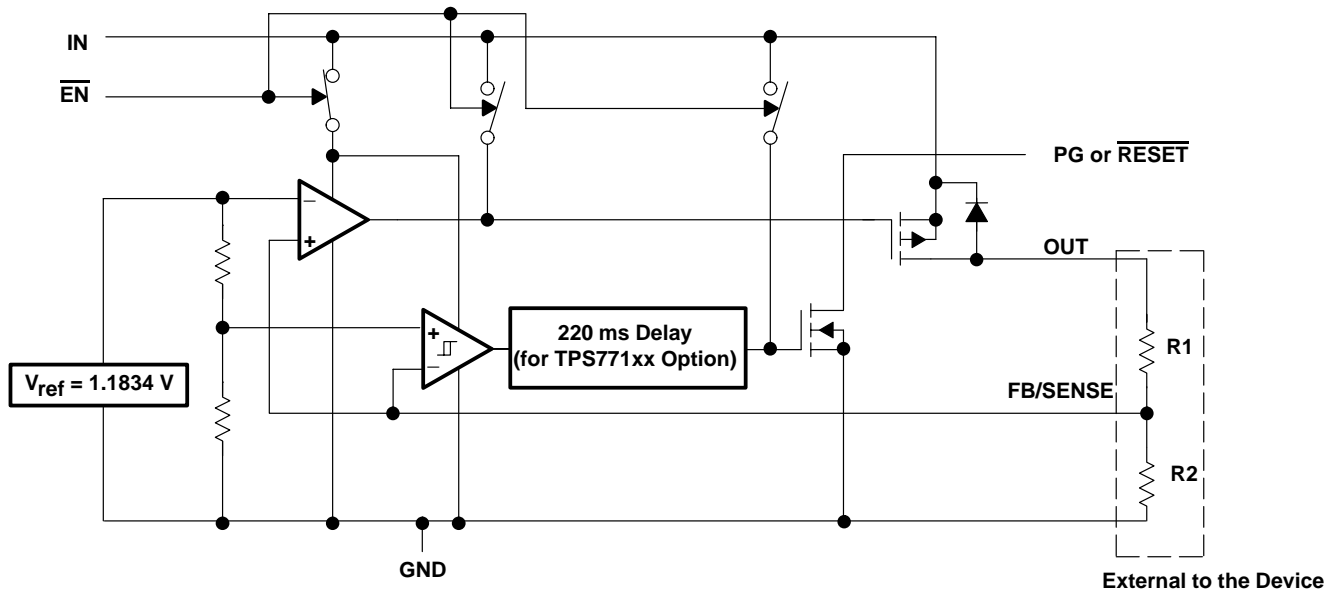 IN
EN
PG or RESET
−
+
OUT
+
−
220 ms Delay
(for TPS771xx Option)
R1
Vref = 1.1834 V
FB/SENSE
R2
GND
External to the Device